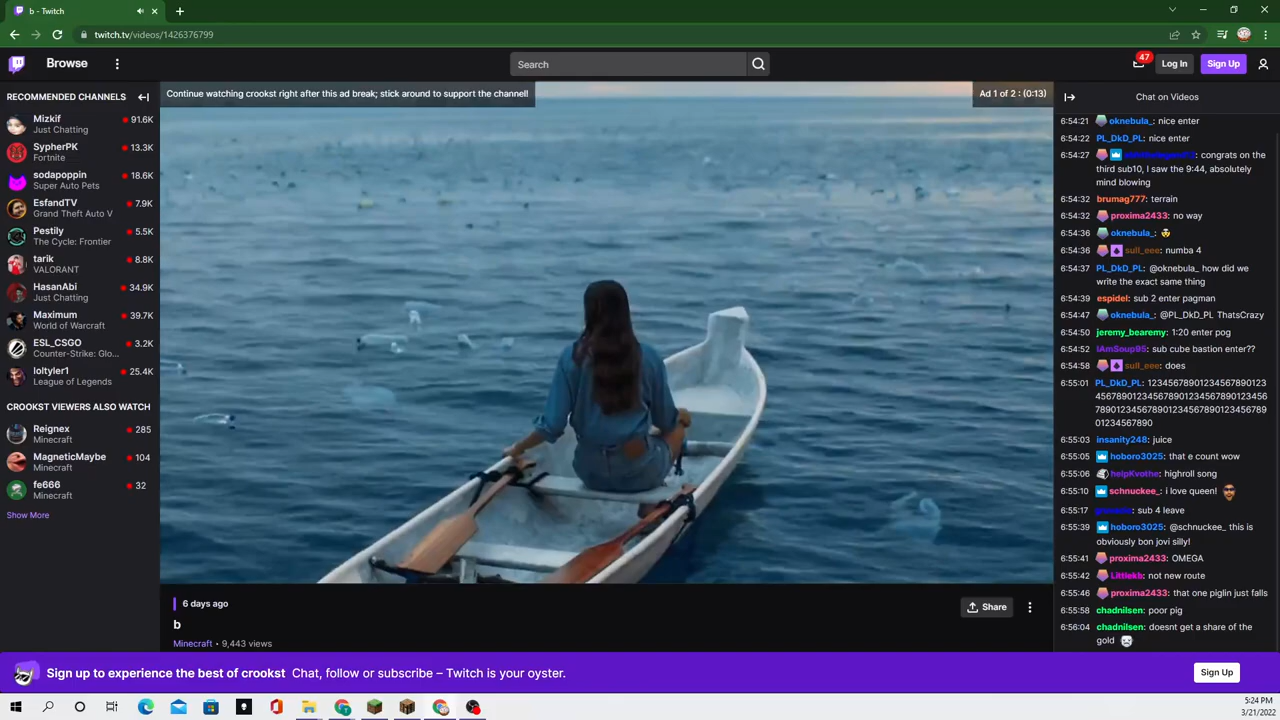 b - Twitch
twitch.tv/videos/1426376799
Browse
Search
47
Log In
Sign Up
RECOMMENDED CHANNELS
Mizkif
Just Chatting
91.6K
SypherPK
Fortnite
13.3K
sodapoppin
Super Auto Pets
18.6K
EsfandTV
Grand Theft Auto V
7.9K
Pestily
The Cycle: Frontier
5.5K
tarik
VALORANT
8.8K
HasanAbi
Just Chatting
34.9K
Maximum
World of Warcraft
39.7K
ESL_CSGO
Counter-Strike: Glo...
3.2K
loltyler1
League of Legends
25.4K
CROOKST VIEWERS ALSO WATCH
Reignex
Minecraft
285
MagneticMaybe
Minecraft
104
fe666
Minecraft
32
Show More
Continue watching crookst right after this ad break; stick around to support the channel!
Ad 1 of 2 : (0:13)
6 days ago
b
Minecraft • 9,443 views
Share
Chat on Videos
6:54:21 oknebula_: nice enter
6:54:22 PL_DkD_PL: nice enter
6:54:27 congrats on the
third sub10, I saw the 9:44, absolutely
mind blowing
6:54:32 brumag777: terrain
6:54:32 proxima2433: no way
6:54:36 oknebula_:
6:54:36 sull_eee: numba 4
6:54:37 PL_DkD_PL: @oknebula_ how did we
write the exact same thing
6:54:39 espidel: sub 2 enter pagman
6:54:47 oknebula_: @PL_DkD_PL ThatsCrazy
6:54:50 jeremy_bearemy: 1:20 enter pog
6:54:52 IAmSoup95: sub cube bastion enter??
6:54:58 sull_eee: does
6:55:01 PL_DkD_PL: 12345678901234567890123
456789012345678901234567890123456
789012345678901234567890123456789
01234567890
6:55:03 insanity248: juice
6:55:05 hoboro3025: that e count wow
6:55:06 helpKvothe: highroll song
6:55:10 schnuckee_: i love queen!
6:55:17 sub 4 leave
6:55:39 hoboro3025: @schnuckee_ this is
obviously bon jovi silly!
6:55:41 proxima2433: OMEGA
6:55:42 Littlekb: not new route
6:55:46 proxima2433: that one piglin just falls
6:55:58 chadnilsen: poor pig
6:56:04 chadnilsen: doesnt get a share of the
gold
Sign up to experience the best of crookst Chat, follow or subscribe – Twitch is your oyster.
Sign Up
5:24 PM
3/21/2022